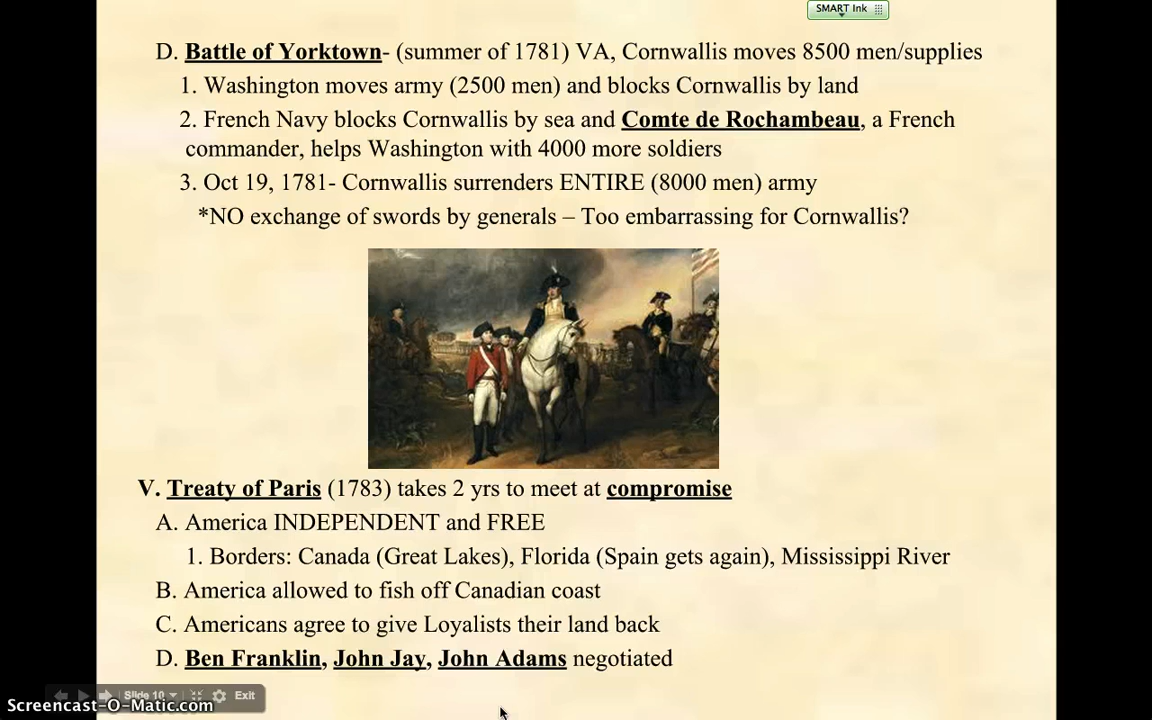 SMART Ink
D. Battle of Yorktown- (summer of 1781) VA, Cornwallis moves 8500 men/supplies
1. Washington moves army (2500 men) and blocks Cornwallis by land
2. French Navy blocks Cornwallis by sea and Comte de Rochambeau, a French
commander, helps Washington with 4000 more soldiers
3. Oct 19, 1781- Cornwallis surrenders ENTIRE (8000 men) army
*NO exchange of swords by generals – Too embarrassing for Cornwallis?
V. Treaty of Paris (1783) takes 2 yrs to meet at compromise
A. America INDEPENDENT and FREE
1. Borders: Canada (Great Lakes), Florida (Spain gets again), Mississippi River
B. America allowed to fish off Canadian coast
C. Americans agree to give Loyalists their land back
D. Ben Franklin, John Jay, John Adams negotiated
Slide 10 Exit
Screencast-O-Matic.com